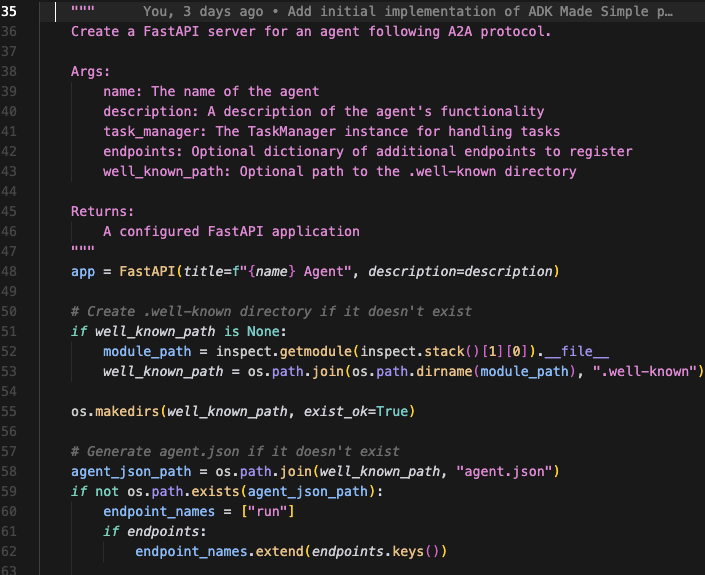 35 """ You, 3 days ago • Add initial implementation of ADK Made Simple p…
36 Create a FastAPI server for an agent following A2A protocol.
37
38 Args:
39 name: The name of the agent
40 description: A description of the agent's functionality
41 task_manager: The TaskManager instance for handling tasks
42 endpoints: Optional dictionary of additional endpoints to register
43 well_known_path: Optional path to the .well-known directory
44
45 Returns:
46 A configured FastAPI application
47 """
48 app = FastAPI(title=f"{name} Agent", description=description)
49
50 # Create .well-known directory if it doesn't exist
51 if well_known_path is None:
52 module_path = inspect.getmodule(inspect.stack()[1][0]).__file__
53 well_known_path = os.path.join(os.path.dirname(module_path), ".well-known")
54
55 os.makedirs(well_known_path, exist_ok=True)
56
57 # Generate agent.json if it doesn't exist
58 agent_json_path = os.path.join(well_known_path, "agent.json")
59 if not os.path.exists(agent_json_path):
60 endpoint_names = ["run"]
61 if endpoints:
62 endpoint_names.extend(endpoints.keys())
63